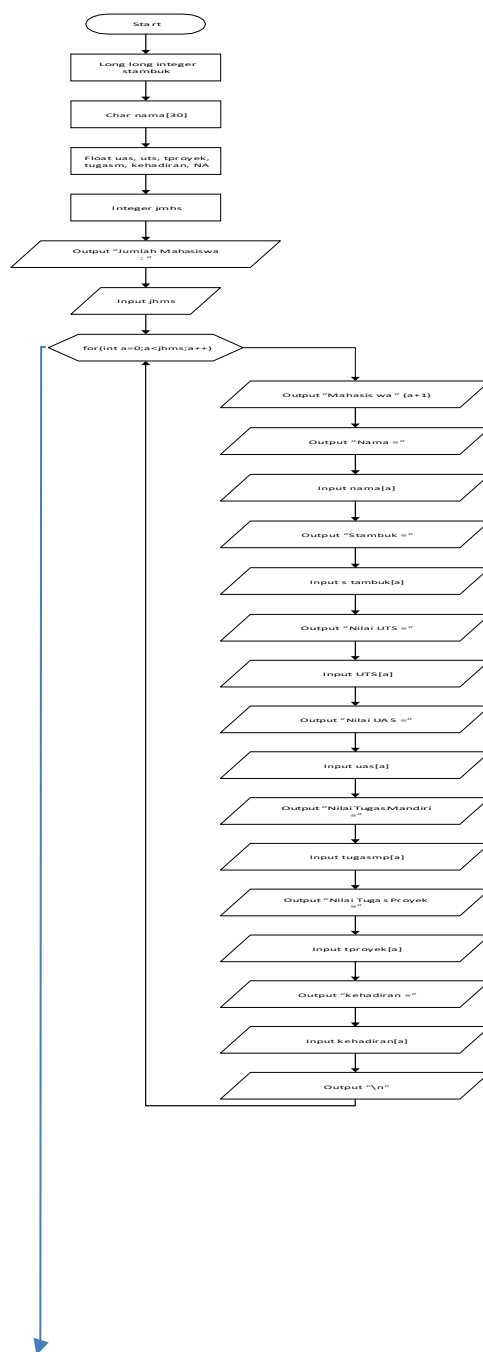 Start
Long long integer
stambuk
Char nama[30]
Float uas, uts, tproyek,
tugasm, kehadiran, NA
Integer jmhs
Output “Jumlah Mahasiswa
: “
Input jhms
for(int a=0;a<jhms;a++)
Output “Mahasis wa “ (a+1)
Output “Nama =“
Input nama[a]
Output “Stambuk =“
Input s tambuk[a]
Output “Nilai UTS =“
Input UTS[a]
Output “Nilai UAS =“
Input uas[a]
Output “Nilai Tugas Mandiri
=“
Input tugasmp[a]
Output “Nilai Tugas Proyek
=“
Input tproyek[a]
Output “kehadiran =“
Input kehadiran[a]
Output “\n“